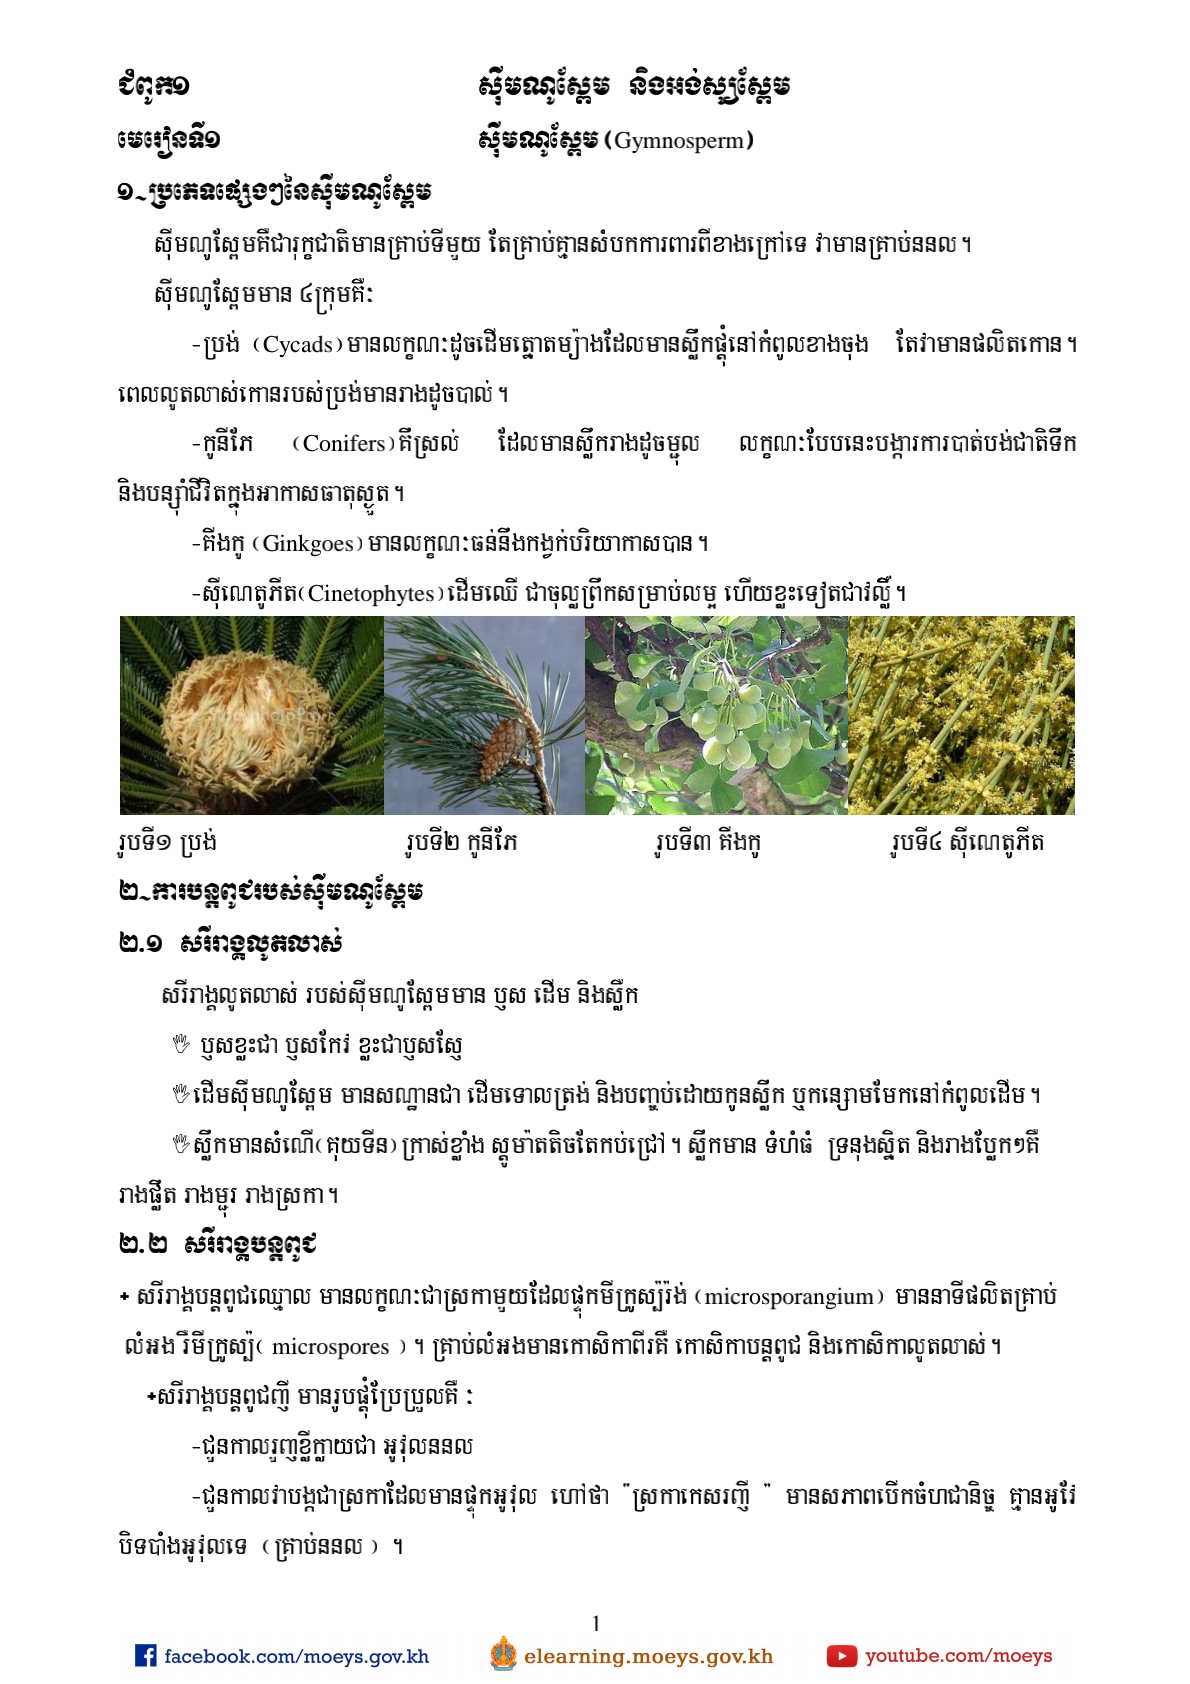 ជំពូក១ ស៊ីមណូស្ពែម និងអង់ស្យូស្ពែម
មេរៀនទី១ ស៊ីមណូស្ពែម (Gymnosperm)
១~ប្រភេទផ្សេងៗនៃស៊ីមណូស្ពែម
ស៊ីមណូស្ពែមគឺជារុក្ខជាតិមានគ្រាប់ទីមួយ តែគ្រាប់គ្មានសំបកការពារពីខាងក្រៅទេ វាមានគ្រាប់ននល។
ស៊ីមណូស្ពែមមាន ៤ក្រុមគឺៈ
-ប្រង់ (Cycads)មានលក្ខណៈដូចដើមត្នោតម្យ៉ាងដែលមានស្លឹកផ្តុំនៅកំពូលខាងចុង តែវាមានផលិតកោន។
ពេលលូតលាស់កោនរបស់ប្រង់មានរាងដូចបាល់។
-កូនីភែ (Conifers)គឺស្រល់ ដែលមានស្លឹករាងដូចម្ជុល លក្ខណៈបែបនេះបង្ការការបាត់បង់ជាតិទឹក
និងបន្ស៊ាំជីវិតក្នុងអាកាសធាតុស្ងួត។
-គីងកូ (Ginkgoes)មានលក្ខណៈធន់នឹងកង្វក់បរិយាកាសបាន។
-ស៊ីណេតូភីត(Cinetophytes)ដើមឈើ ជាចុល្លព្រឹកសម្រាប់លម្អ ហើយខ្លះទៀតជាវល្លិ៍។
រូបទី១ ប្រង់ រូបទី២ កូនីភែ រូបទី៣ គីងកូ រូបទី៤ ស៊ីណេតូភីត
២~ការបន្តពូជរបស់ស៊ីមណូស្ពែម
២.១ សរីរាង្គលូតលាស់
សរីរាង្គលូតលាស់ របស់ស៊ីមណូស្ពែមមាន ឫស ដើម និងស្លឹក
ឫសខ្លះជា ឫសកែវ ខ្លះជាឫសស្ញែ
ដើមស៊ីមណូស្ពែម មានសណ្ឋានជា ដើមទោលត្រង់ និងបញ្ចប់ដោយកូនស្លឹក ឬកន្សោមមែកនៅកំពូលដើម។
ស្លឹកមានសំណើ(គុយទីន)ក្រាស់ខ្លាំង ស្តូម៉ាតតិចតែកប់ជ្រៅ។ ស្លឹកមាន ទំហំធំ ទ្រនុងស្និត និងរាងប្លែកៗគឺ
រាងផ្លឹត រាងម្ជុរ រាងស្រកា។
២.២ សរីរាង្គបន្តពូជ
+ សរីរាង្គបន្តពូជឈ្មោល មានលក្ខណៈជាស្រកាមួយដែលផ្ទុកមីក្រូស្ប៉រ៉ង់ (microsporangium) មាននាទីផលិតគ្រាប់
លំអង រឺមីក្រូស្ប៉( microspores )។ គ្រាប់លំអងមានកោសិកាពីរគឺ កោសិកាបន្តពូជ និងកោសិកាលូតលាស់។
+សរីរាង្គបន្តពូជញី មានរូបផ្តុំប្រែប្រួលគឺ ៈ
-ជួនកាលរួញខ្លីក្លាយជា អូវុលននល
-ជួនកាលវាបង្កជាស្រកាដែលមានផ្ទុកអូវុល ហៅថា "ស្រកាកេសរញី " មានសភាពបើកចំហជានិច្ច គ្មានអូវែ
បិទបាំងអូវុលទេ (គ្រាប់ននល) ។
1
facebook.com/moeys.gov.kh elearning.moeys.gov.kh youtube.com/moeys